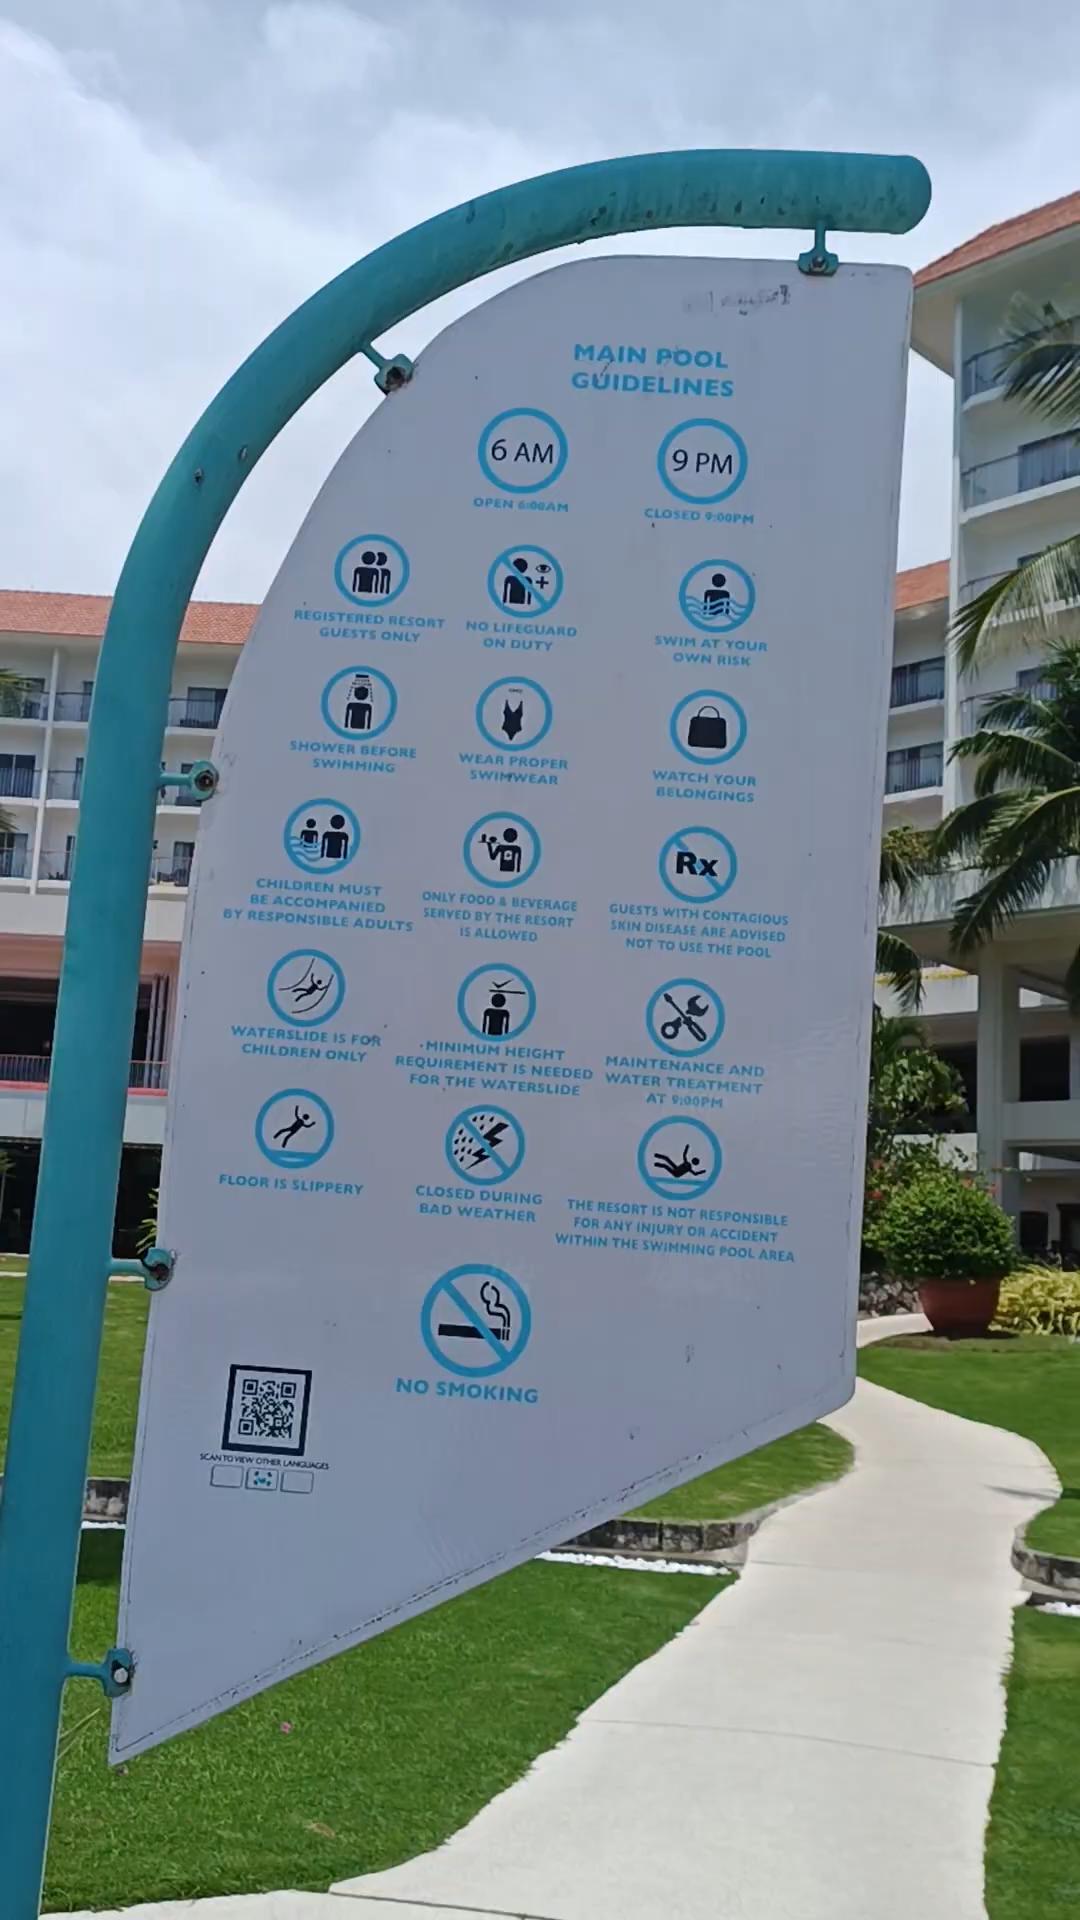 MAIN POOL
GUIDELINES
6 AM
9 PM
OPEN 6:00AM
CLOSED 9:00PM
REGISTERED RESORT
GUESTS ONLY
NO LIFEGUARD
ON DUTY
SWIM AT YOUR
OWN RISK
SHOWER BEFORE
SWIMMING
WEAR PROPER
SWIMWEAR
WATCH YOUR
BELONGINGS
CHILDREN MUST
BE ACCOMPANIED
BY RESPONSIBLE ADULTS
ONLY FOOD & BEVERAGE
SERVED BY THE RESORT
IS ALLOWED
Rx
GUESTS WITH CONTAGIOUS
SKIN DISEASE ARE ADVISED
NOT TO USE THE POOL
WATERSLIDE IS FOR
CHILDREN ONLY
MINIMUM HEIGHT
REQUIREMENT IS NEEDED
FOR THE WATERSLIDE
MAINTENANCE AND
WATER TREATMENT
AT 9:00PM
FLOOR IS SLIPPERY
CLOSED DURING
BAD WEATHER
THE RESORT IS NOT RESPONSIBLE
FOR ANY INJURY OR ACCIDENT
WITHIN THE SWIMMING POOL AREA
NO SMOKING
SCAN TO VIEW OTHER LANGUAGES